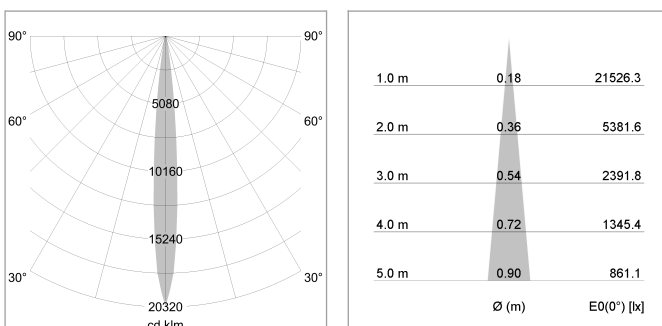 90° 90°
5080
60° 60°
10160
15240
30° 30°
20320
cd klm
1.0 m 0.18 21526.3
2.0 m 0.36 5381.6
3.0 m 0.54 2391.8
4.0 m 0.72 1345.4
5.0 m 0.90 861.1
Ø (m) E0(0°) [lx]